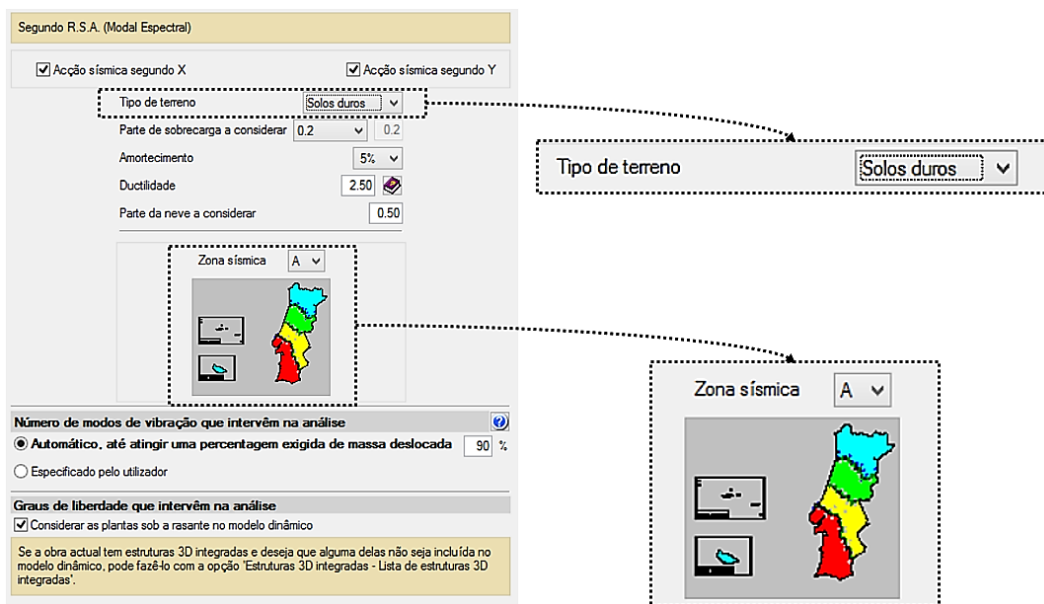 Segundo R.S.A. (Modal Espectral)
Acção sísmica segundo X
Acção sísmica segundo Y
Tipo de terreno Solos duros
Parte de sobrecarga a considerar 0.2 0.2
Amortecimento 5%
Ductilidade 2.50
Parte da neve a considerar 0.50
Zona sísmica A
Número de modos de vibração que intervêm na análise
Automático, até atingir uma percentagem exigida de massa deslocada 90 %
Especificado pelo utilizador
Graus de liberdade que intervêm na análise
Considerar as plantas sob a rasante no modelo dinâmico
Se a obra actual tem estruturas 3D integradas e deseja que alguma delas não seja incluída no
modelo dinâmico, pode fazê-lo com a opção 'Estruturas 3D integradas - Lista de estruturas 3D
integradas'.
Tipo de terreno Solos duros
Zona sísmica A